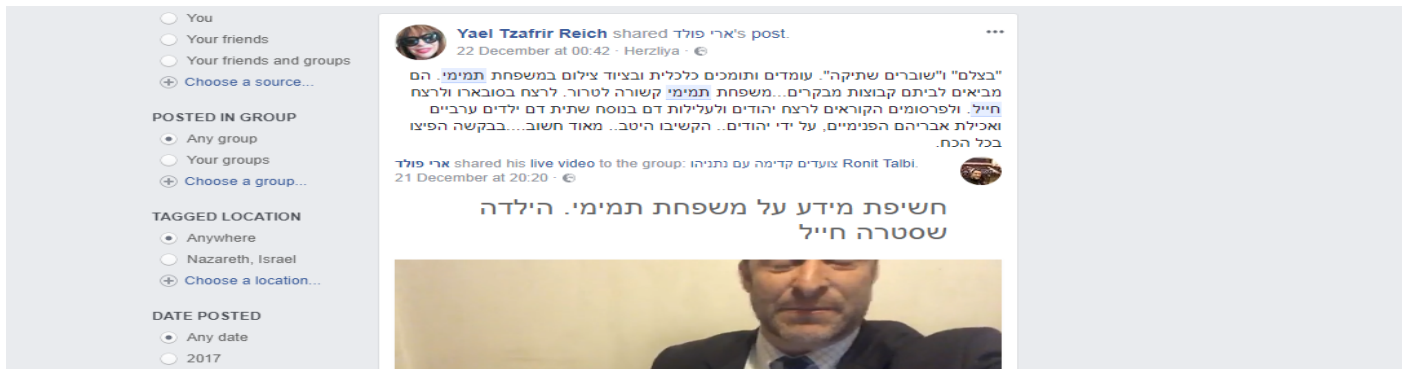 You
Your friends
Your friends and groups
Choose a source...
POSTED IN GROUP
Any group
Your groups
Choose a group...
TAGGED LOCATION
Anywhere
Nazareth, Israel
Choose a location...
DATE POSTED
Any date
2017
Yael Tzafrir Reich shared ארי פולד's post.
22 December at 00:42 · Herzliya ·
"בצלם" ו"שוברים שתיקה". עומדים ותומכים כלכלית ובציוד צילום במשפחת תמימי. הם
מביאים לביתם קבוצות מבקרים...משפחת תמימי קשורה לטרור. לרצח בסובארו ולרצח
חייל. ולפרסומים הקוראים לרצח יהודים ולעלילות דם בנוסח שתית דם ילדים ערביים
ואכילת אבריהם הפנימיים, על ידי יהודים.. הקשיבו היטב.. מאוד חשוב....בבקשה הפיצו
בכל הכח.
ארי פולד shared his live video to the group: צועדים קדימה עם נתניהו Ronit Talbi.
21 December at 20:20 ·
חשיפת מידע על משפחת תמימי. הילדה
שסטרה חייל